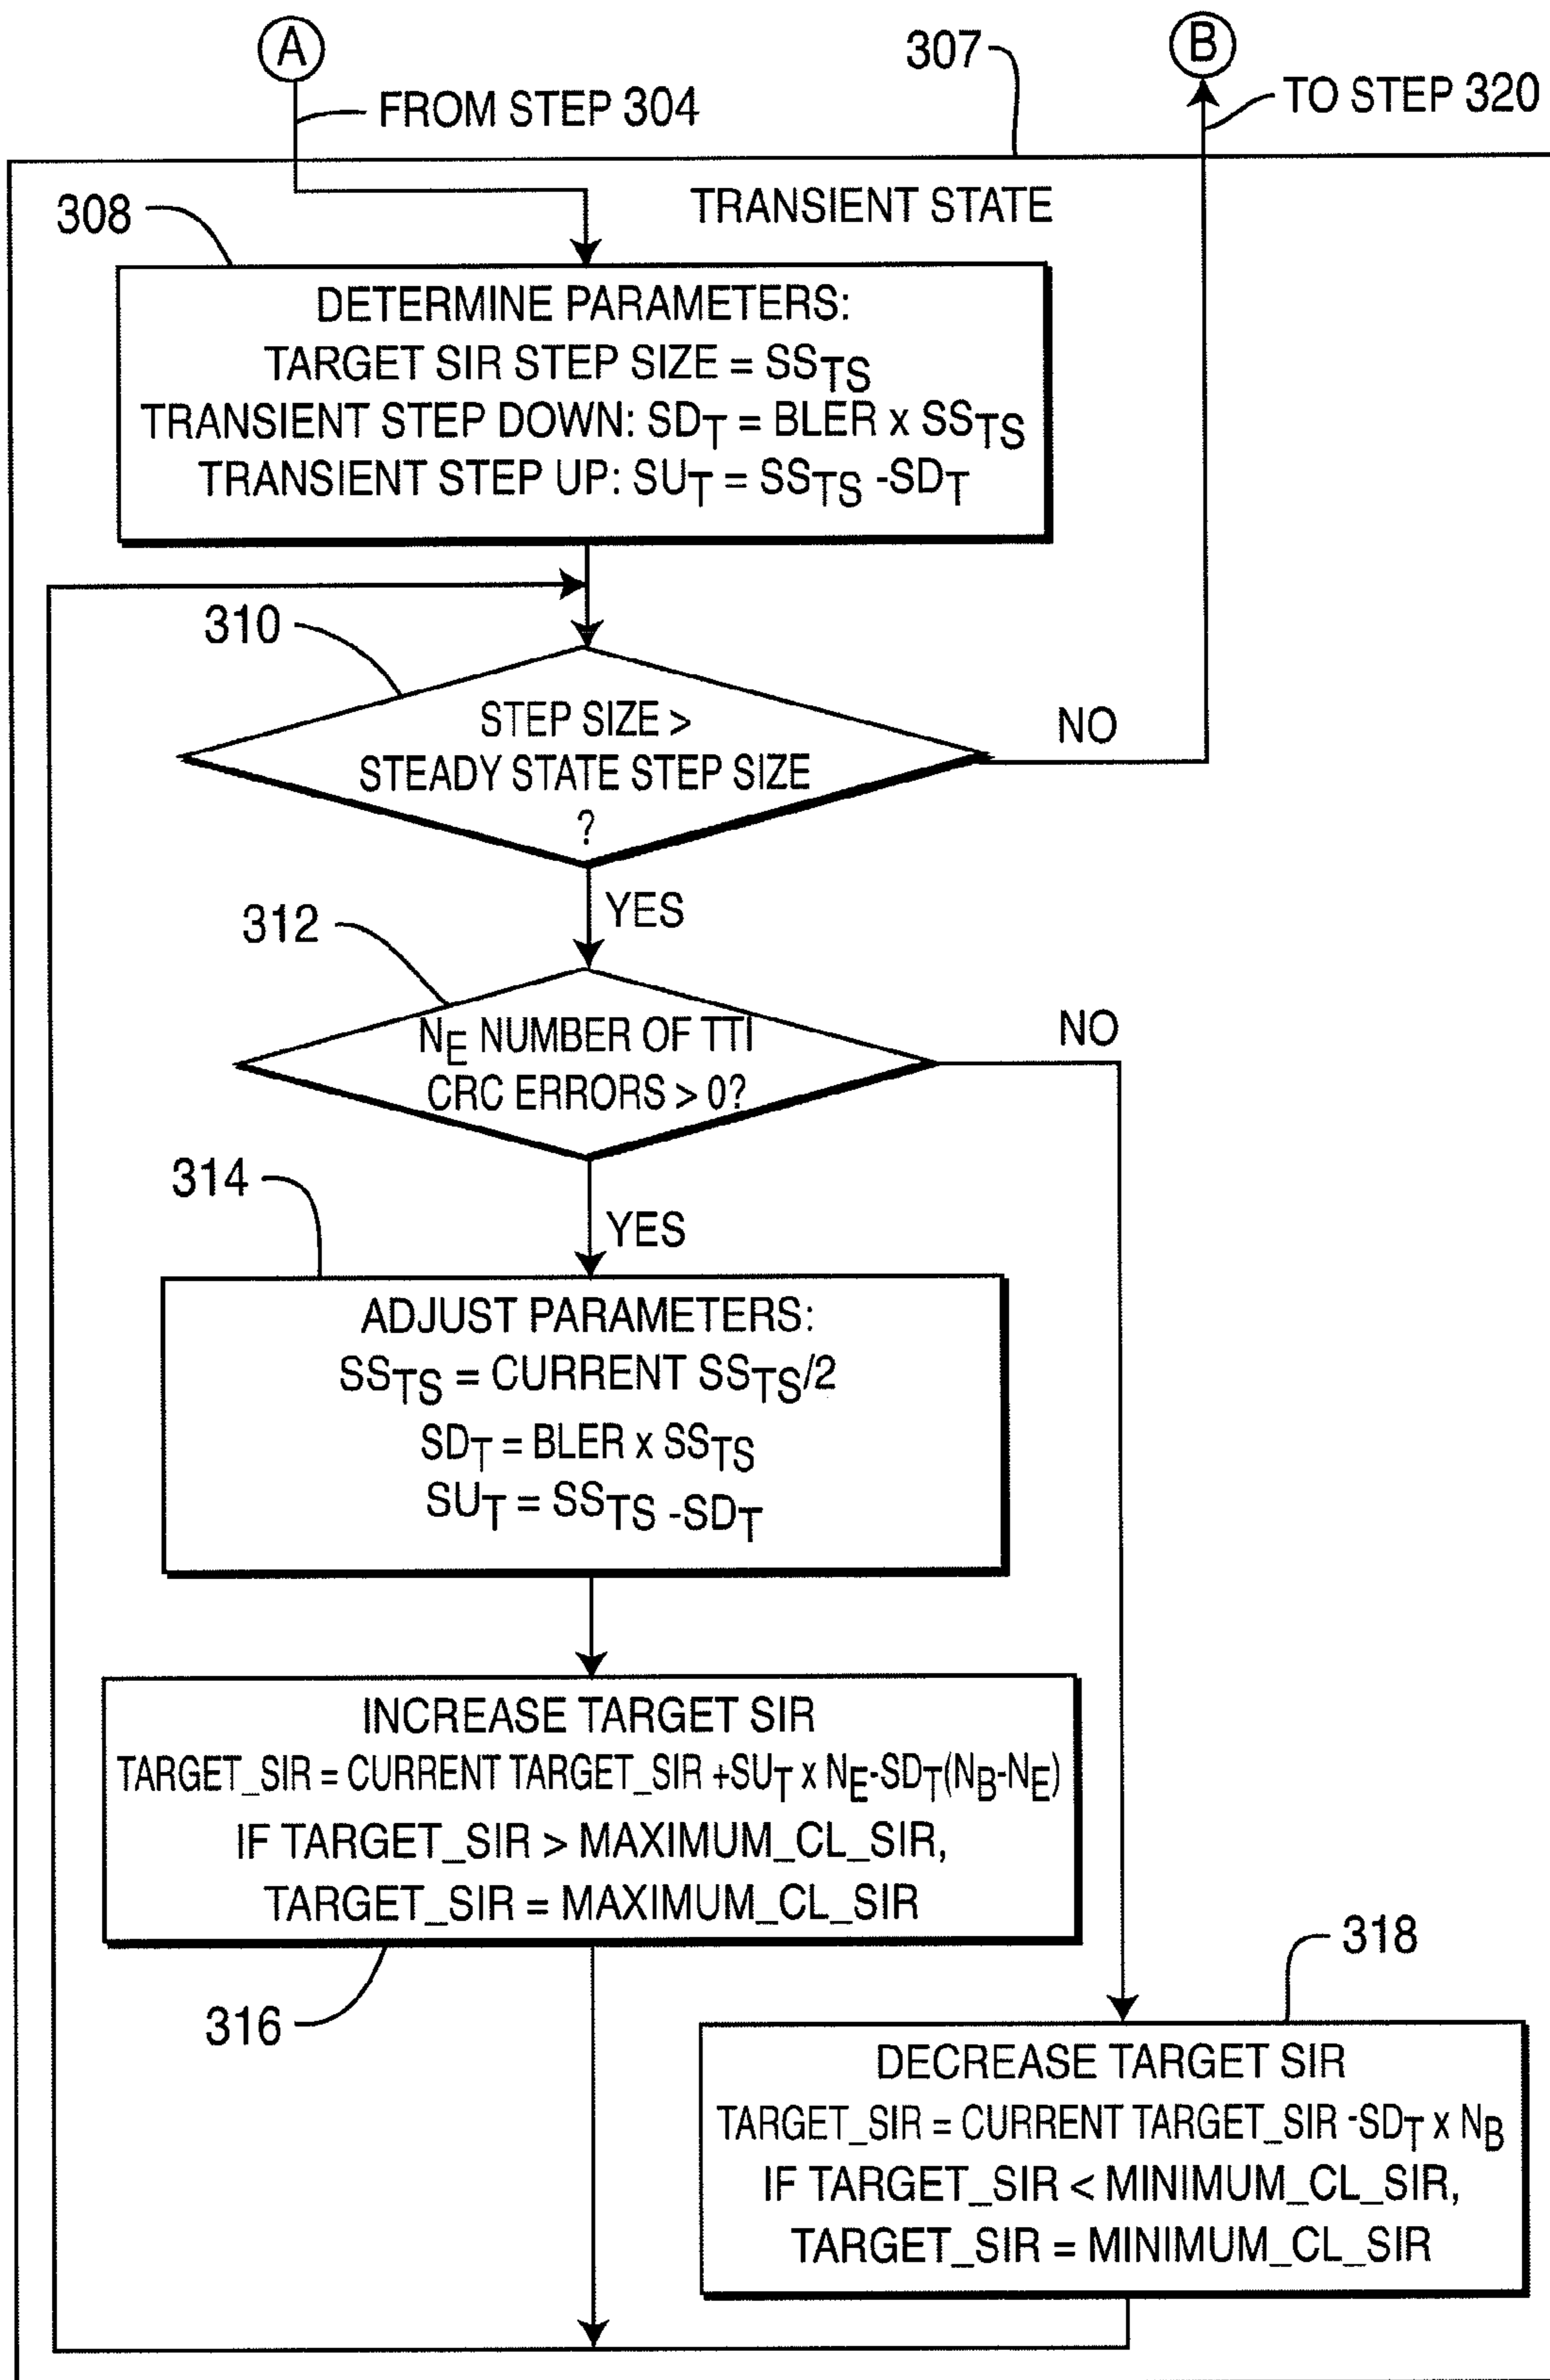 A
307
B
FROM STEP 304
TO STEP 320
TRANSIENT STATE
308
DETERMINE PARAMETERS:
TARGET SIR STEP SIZE = SSTS
TRANSIENT STEP DOWN: SDT = BLER x SSTS
TRANSIENT STEP UP: SUT = SSTS -SDT
310
STEP SIZE >
STEADY STATE STEP SIZE
?
NO
YES
312
NE NUMBER OF TTI
CRC ERRORS > 0?
NO
YES
314
ADJUST PARAMETERS:
SSTS = CURRENT SSTS/2
SDT = BLER x SSTS
SUT = SSTS -SDT
INCREASE TARGET SIR
TARGET_SIR = CURRENT TARGET_SIR +SUT x NE-SDT(NB-NE)
IF TARGET_SIR > MAXIMUM_CL_SIR,
TARGET_SIR = MAXIMUM_CL_SIR
316
318
DECREASE TARGET SIR
TARGET_SIR = CURRENT TARGET_SIR -SDT x NB
IF TARGET_SIR < MINIMUM_CL_SIR,
TARGET_SIR = MINIMUM_CL_SIR